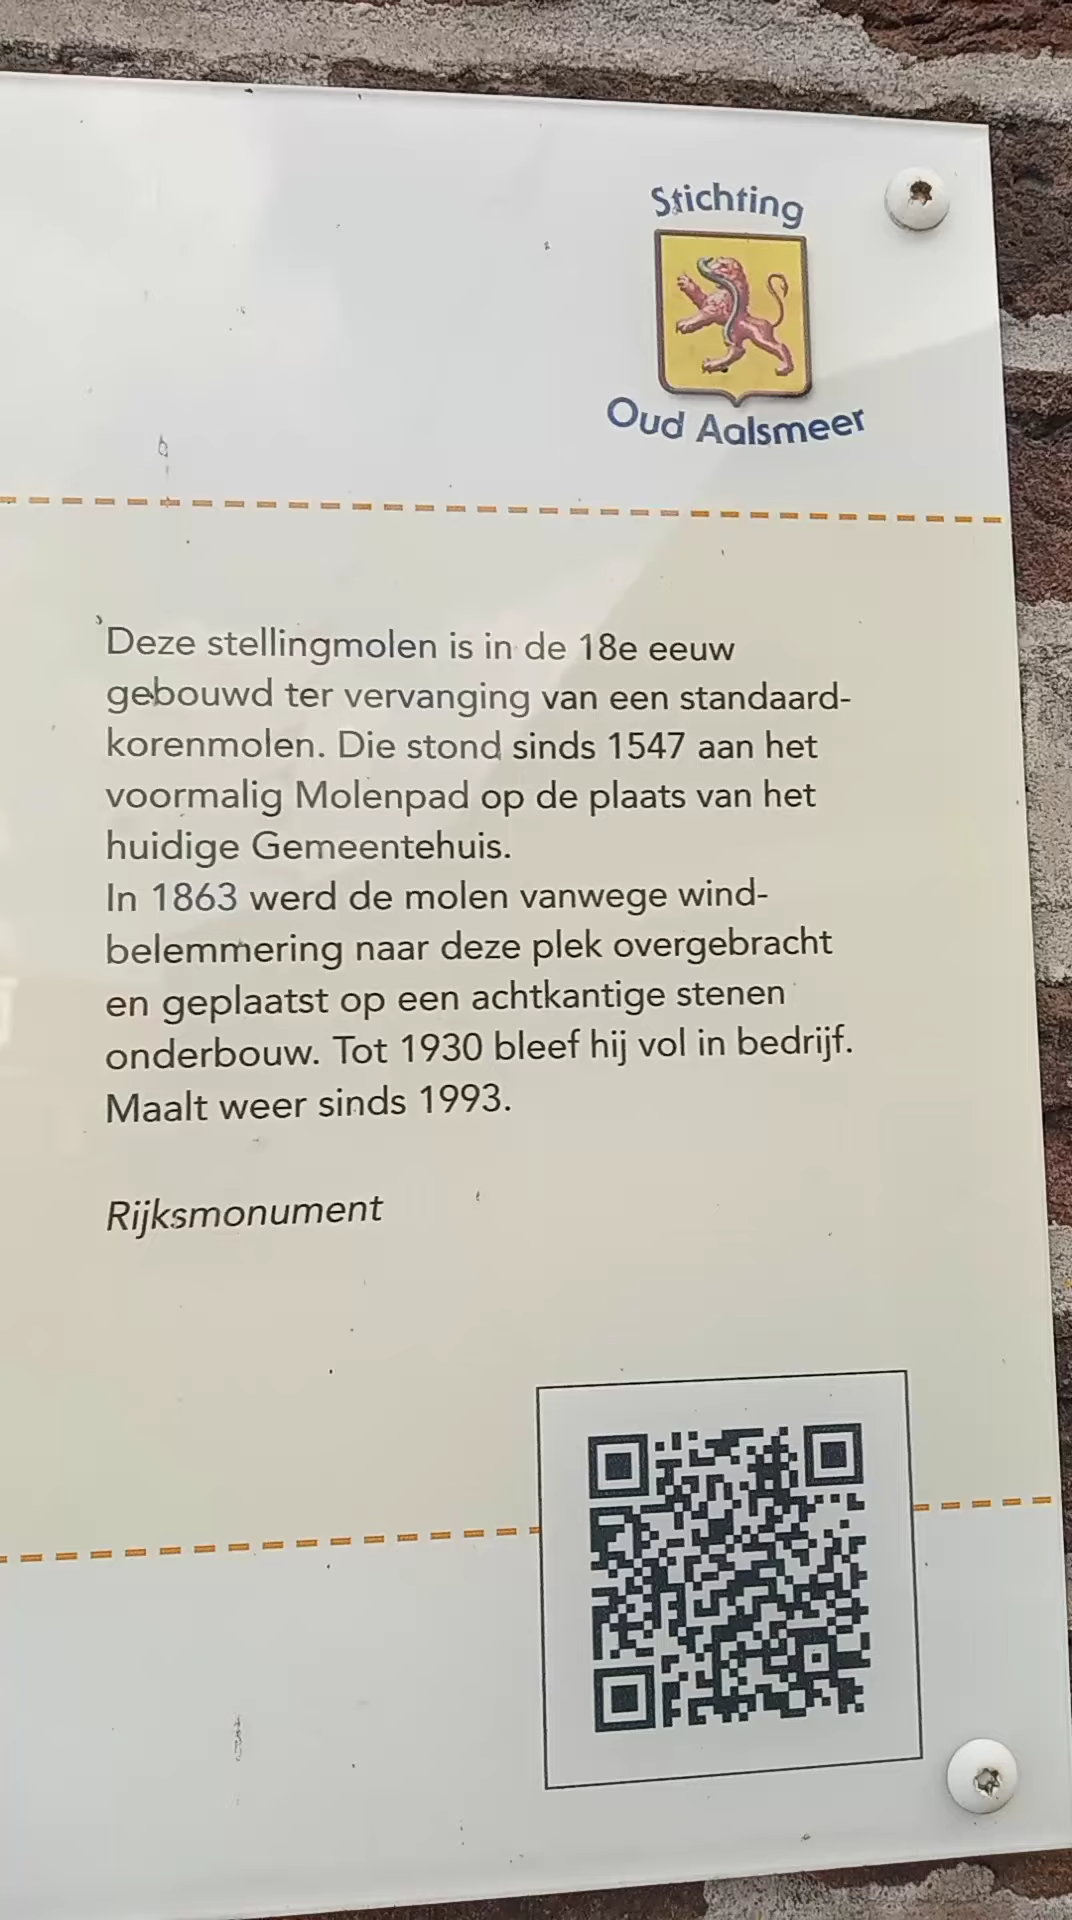 Stichting
Oud Aalsmeer
Deze stellingmolen is in de 18e eeuw
gebouwd ter vervanging van een standaard-
korenmolen. Die stond sinds 1547 aan het
voormalig Molenpad op de plaats van het
huidige Gemeentehuis.
In 1863 werd de molen vanwege wind-
belemmering naar deze plek overgebracht
en geplaatst op een achtkantige stenen
onderbouw. Tot 1930 bleef hij vol in bedrijf.
Maalt weer sinds 1993.
Rijksmonument